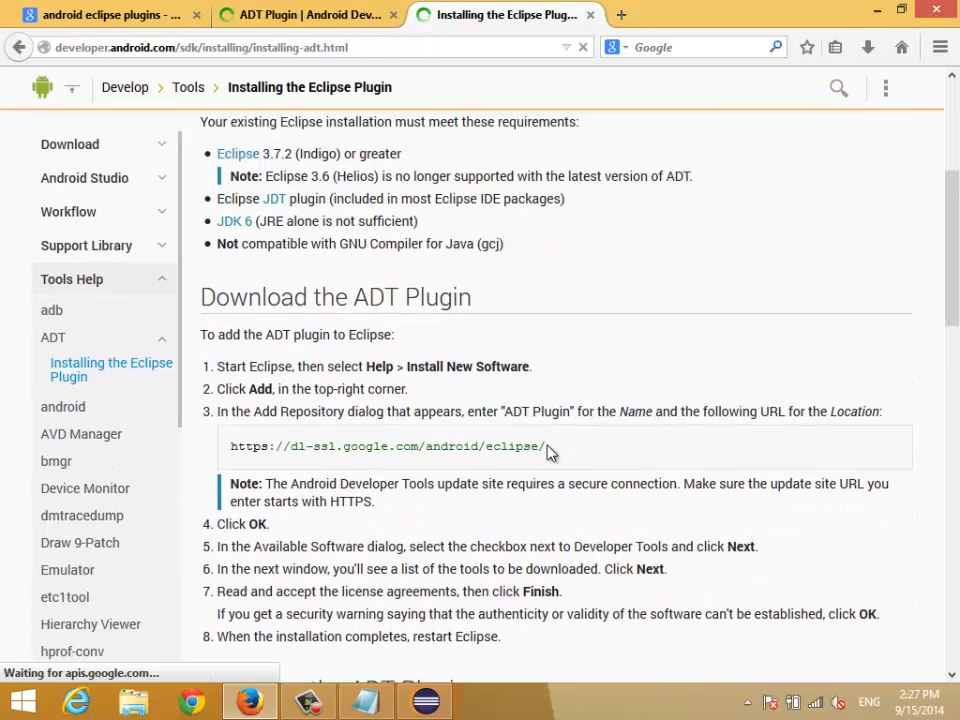 android eclipse plugins - ...
ADT Plugin | Android Dev...
Installing the Eclipse Plug...
developer.android.com/sdk/installing/installing-adt.html
Google
Develop > Tools > Installing the Eclipse Plugin
Download
Android Studio
Workflow
Support Library
Tools Help
adb
ADT
Installing the Eclipse
Plugin
android
AVD Manager
bmgr
Device Monitor
dmtracedump
Draw 9-Patch
Emulator
etc1tool
Hierarchy Viewer
hprof-conv
Your existing Eclipse installation must meet these requirements:
Eclipse 3.7.2 (Indigo) or greater
Note: Eclipse 3.6 (Helios) is no longer supported with the latest version of ADT.
Eclipse JDT plugin (included in most Eclipse IDE packages)
JDK 6 (JRE alone is not sufficient)
Not compatible with GNU Compiler for Java (gcj)
Download the ADT Plugin
To add the ADT plugin to Eclipse:
1. Start Eclipse, then select Help > Install New Software.
2. Click Add, in the top-right corner.
3. In the Add Repository dialog that appears, enter "ADT Plugin" for the Name and the following URL for the Location:
https://dl-ssl.google.com/android/eclipse/
Note: The Android Developer Tools update site requires a secure connection. Make sure the update site URL you
enter starts with HTTPS.
4. Click OK.
5. In the Available Software dialog, select the checkbox next to Developer Tools and click Next.
6. In the next window, you'll see a list of the tools to be downloaded. Click Next.
7. Read and accept the license agreements, then click Finish.
If you get a security warning saying that the authenticity or validity of the software can't be established, click OK.
8. When the installation completes, restart Eclipse.
Waiting for apis.google.com...
ENG
2:27 PM
9/15/2014